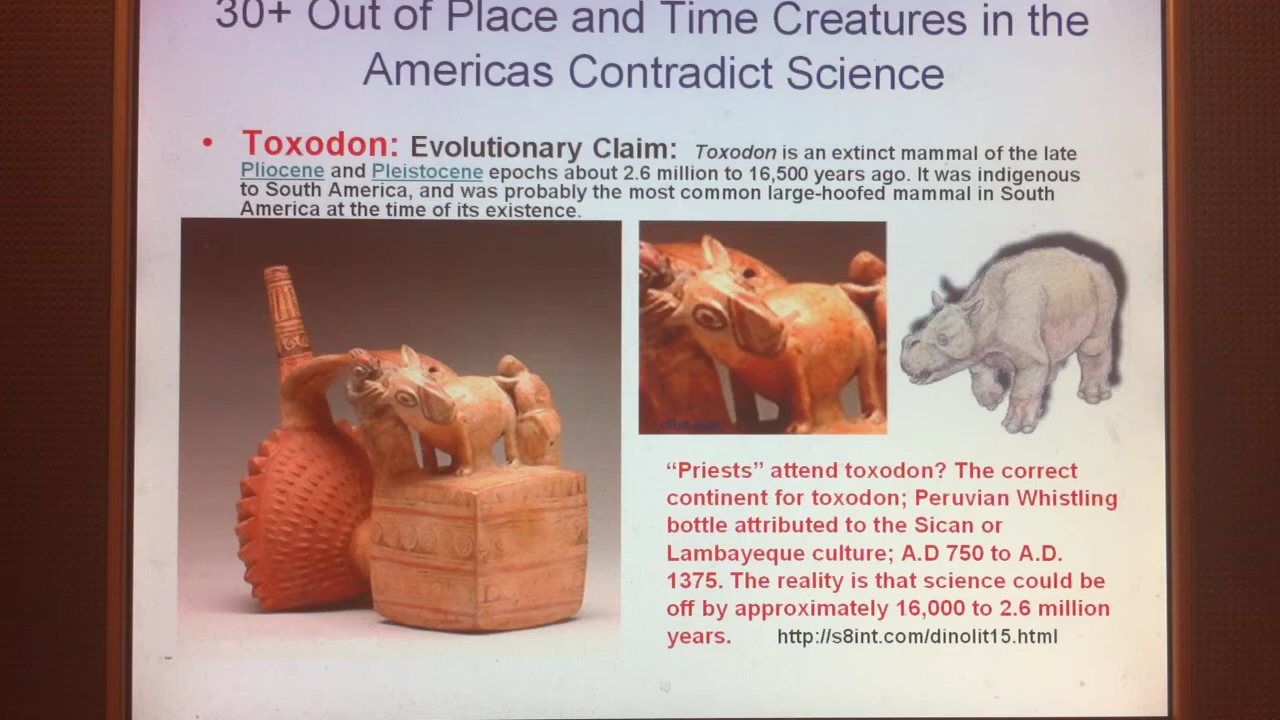 30+ Out of Place and Time Creatures in the
Americas Contradict Science
• Toxodon: Evolutionary Claim: Toxodon is an extinct mammal of the late
Pliocene and Pleistocene epochs about 2.6 million to 16,500 years ago. It was indigenous
to South America, and was probably the most common large-hoofed mammal in South
America at the time of its existence.
“Priests” attend toxodon? The correct
continent for toxodon; Peruvian Whistling
bottle attributed to the Sican or
Lambayeque culture; A.D 750 to A.D.
1375. The reality is that science could be
off by approximately 16,000 to 2.6 million
years. http://s8int.com/dinolit15.html